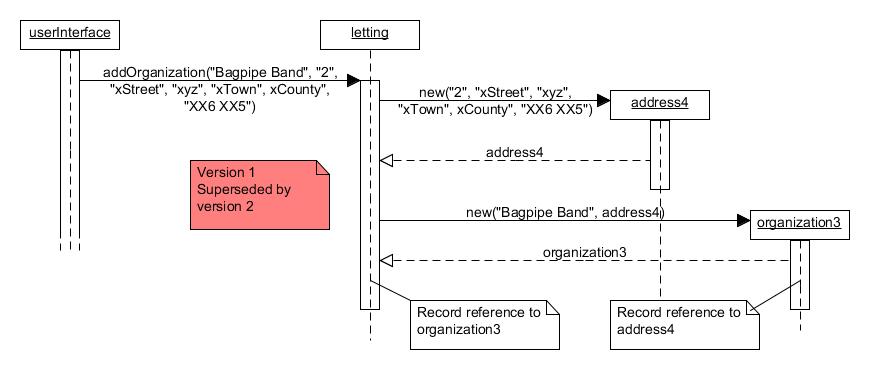 userInterface
letting
addOrganization("Bagpipe Band", "2",
"xStreet", "xyz", "xTown", xCounty",
"XX6 XX5")
new("2", "xStreet", "xyz",
"xTown", xCounty", "XX6 XX5")
address4
address4
Version 1
Superseded by
version 2
new("Bagpipe Band", address4)
organization3
organization3
Record reference to
organization3
Record reference to
address4